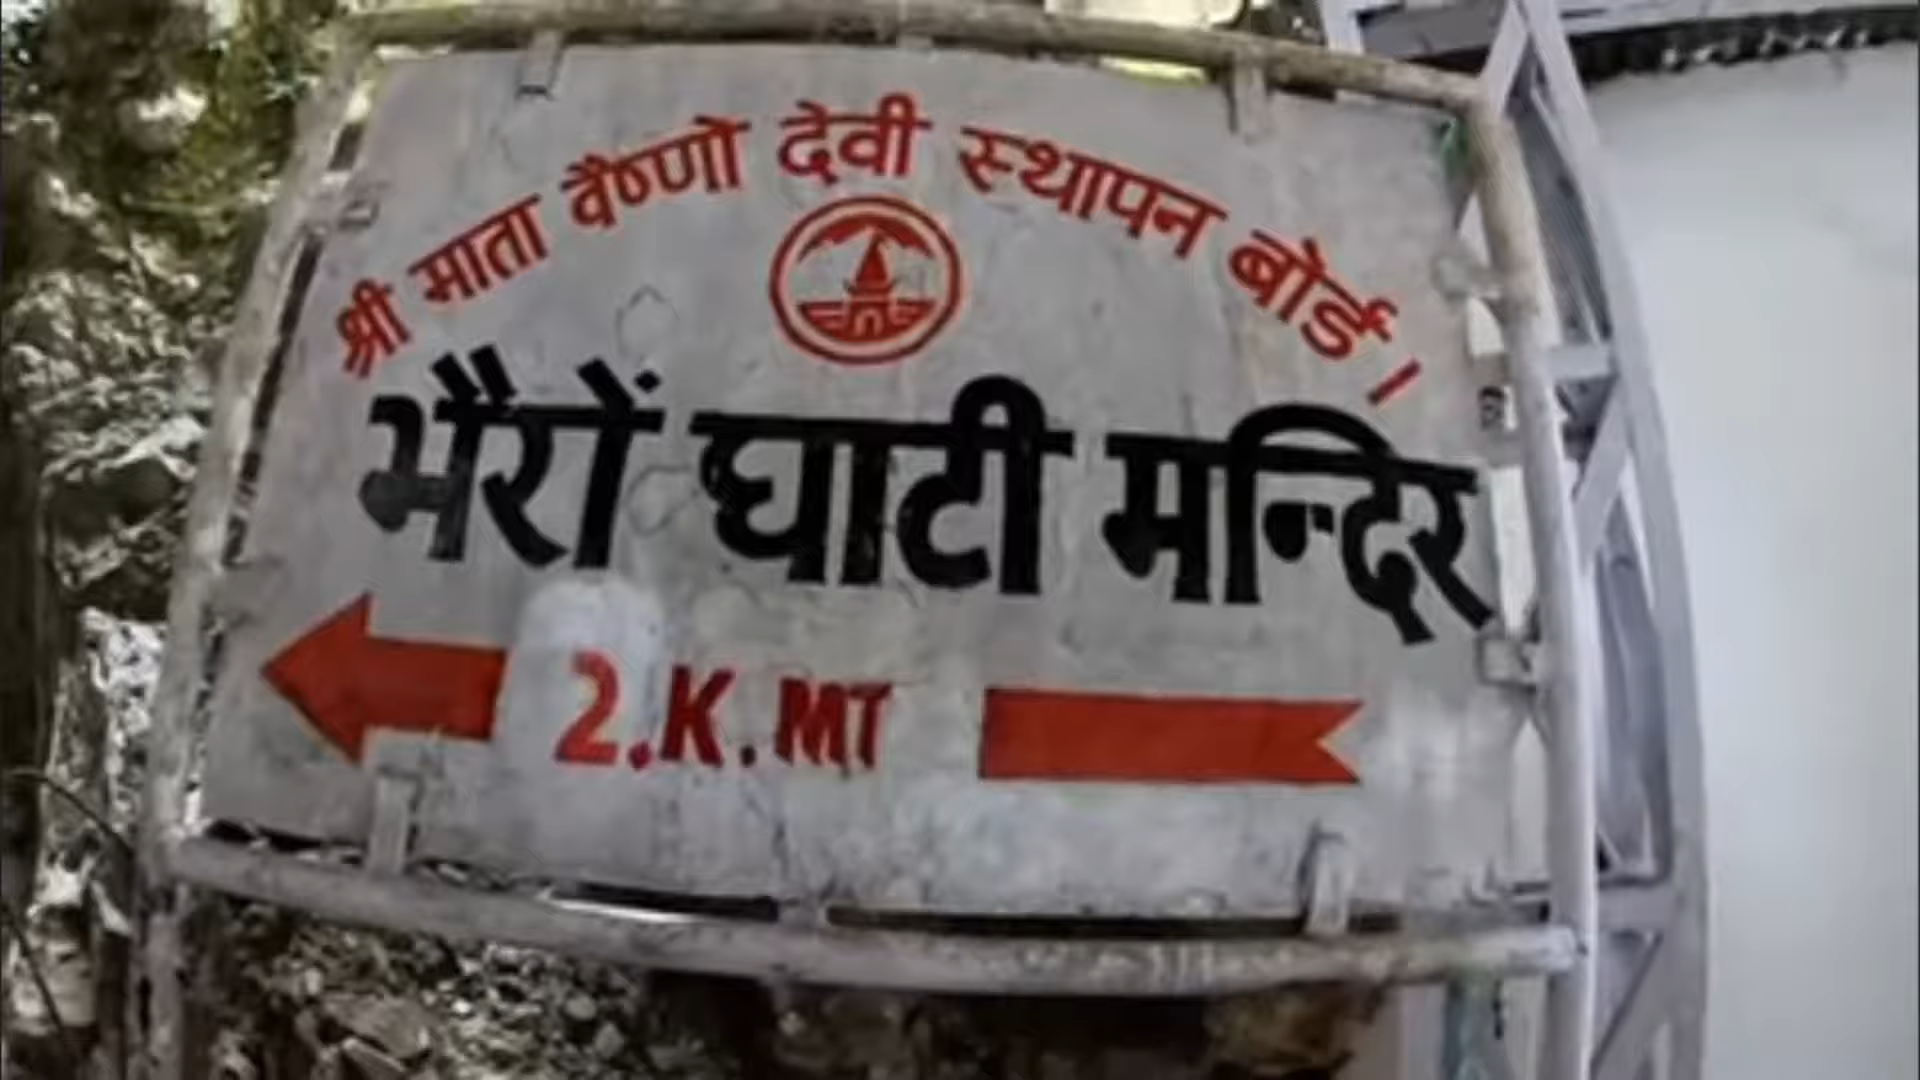 श्री माता वैष्णो देवी स्थापन बोर्ड।
भैरों घाटी मन्दिर
2.K.MT